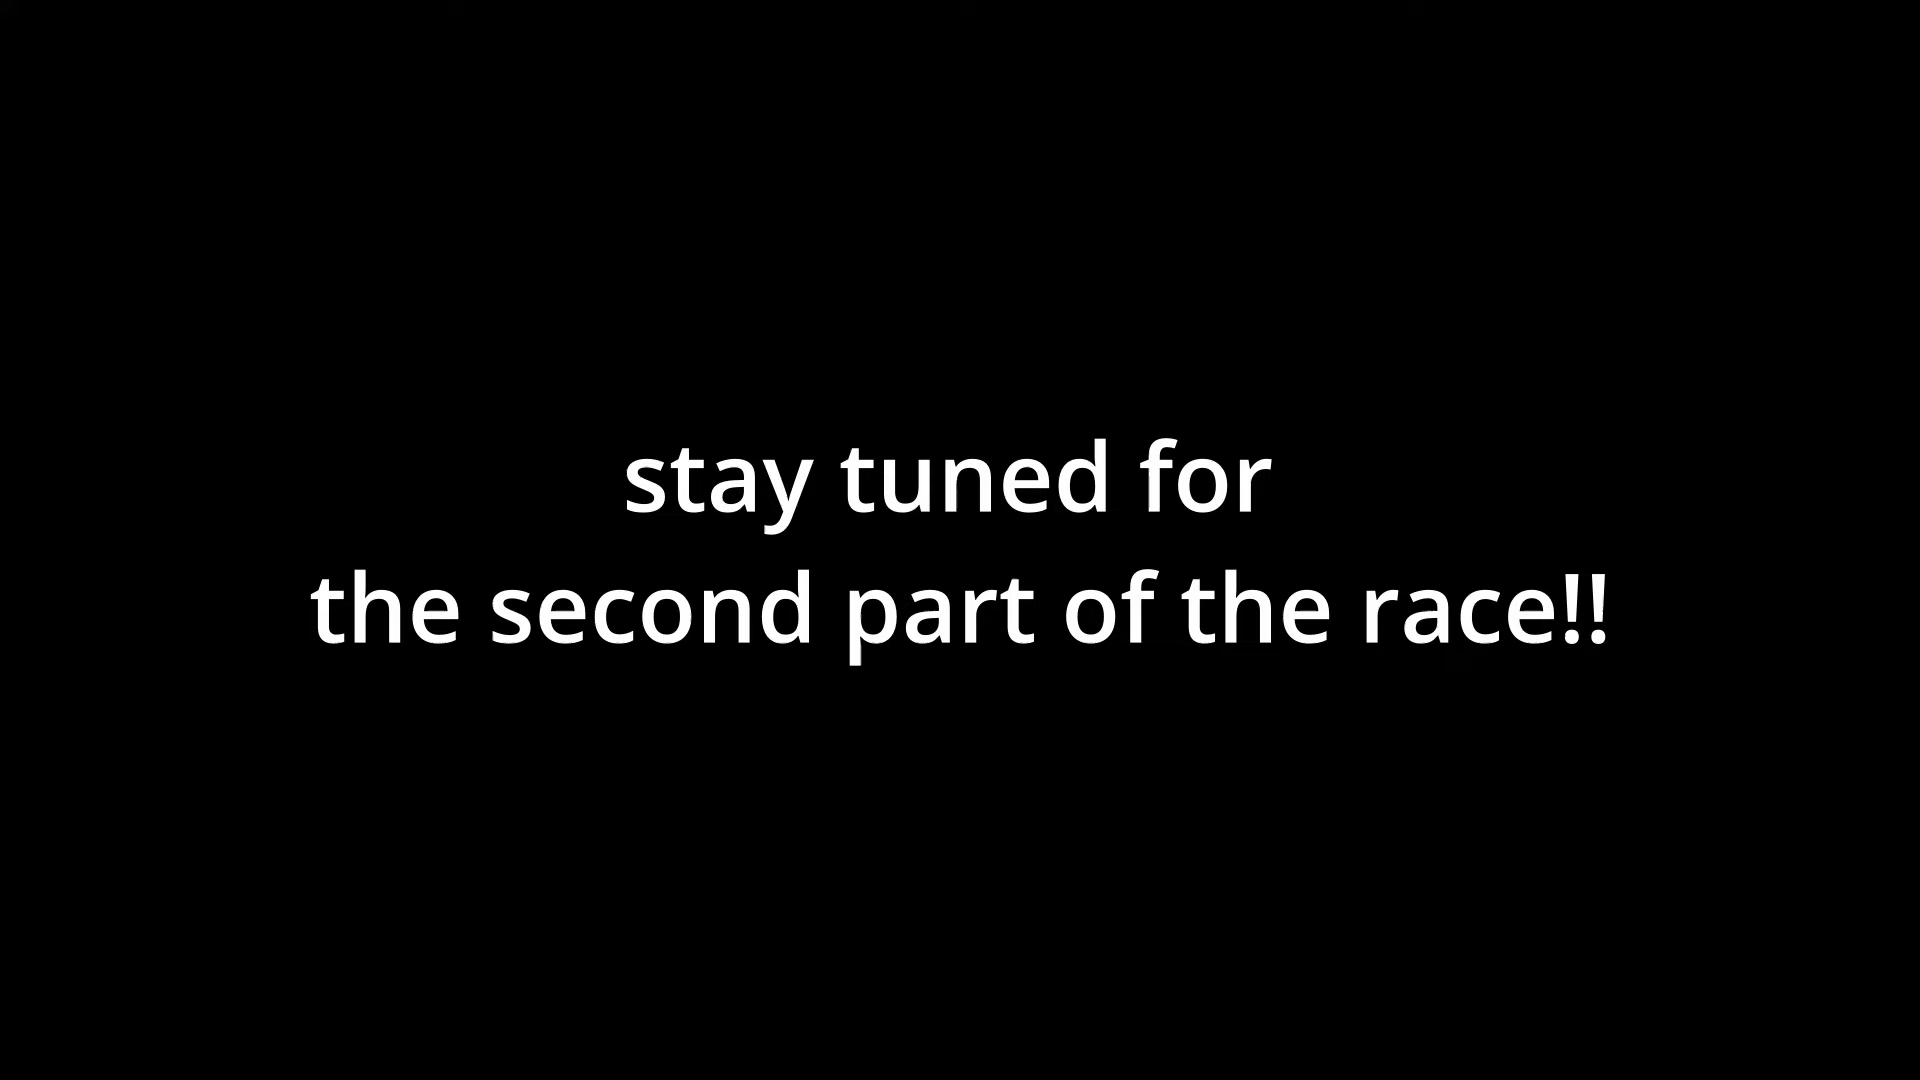 stay tuned for
the second part of the race!!